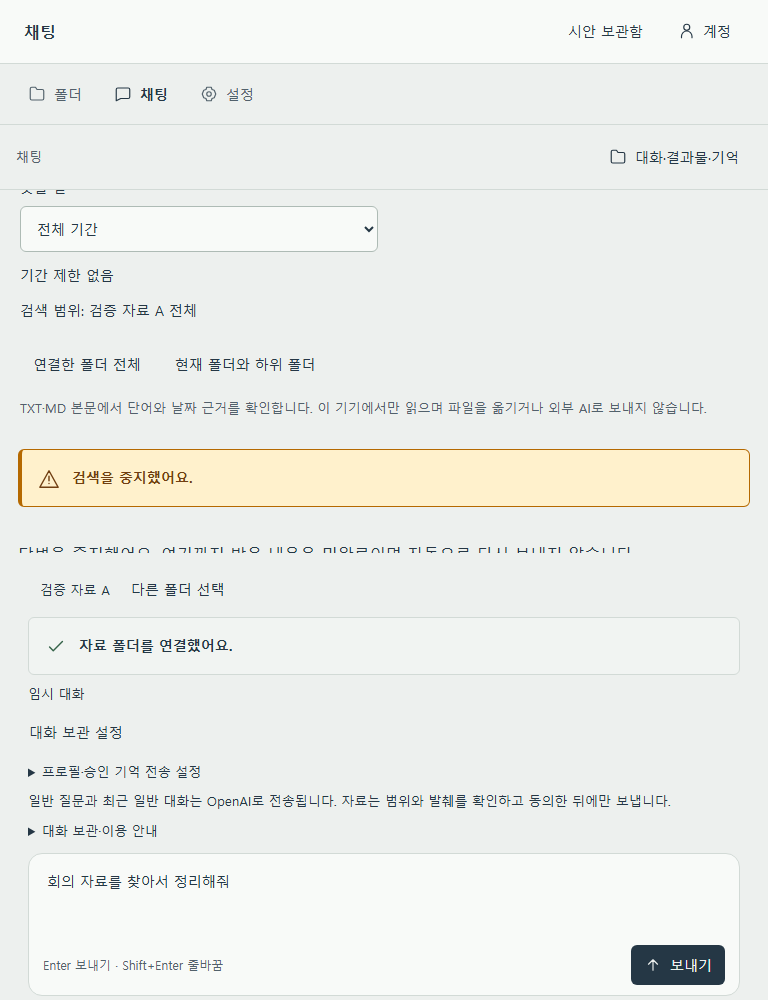 채팅
시안 보관함
계정
폴더
채팅
설정
채팅
대화·결과물·기억
전체 기간
기간 제한 없음
검색 범위: 검증 자료 A 전체
연결한 폴더 전체
현재 폴더와 하위 폴더
TXT·MD 본문에서 단어와 날짜 근거를 확인합니다. 이 기기에서만 읽으며 파일을 옮기거나 외부 AI로 보내지 않습니다.
검색을 중지했어요.
검증 자료 A
다른 폴더 선택
자료 폴더를 연결했어요.
임시 대화
대화 보관 설정
프로필·승인 기억 전송 설정
일반 질문과 최근 일반 대화는 OpenAI로 전송됩니다. 자료는 범위와 발췌를 확인하고 동의한 뒤에만 보냅니다.
대화 보관·이용 안내
회의 자료를 찾아서 정리해줘
Enter 보내기 · Shift+Enter 줄바꿈
보내기